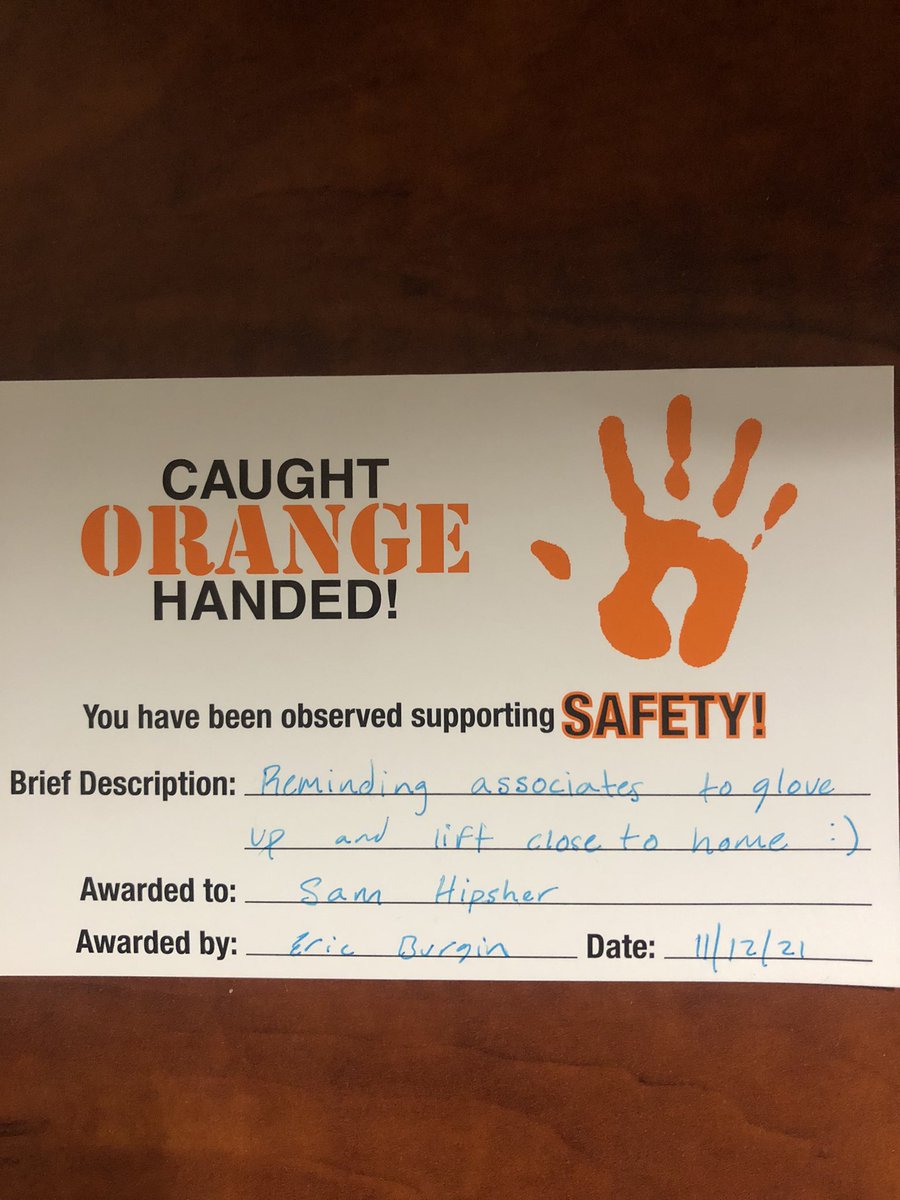 CAUGHT
ORANGE
HANDED!
You have been observed supporting SAFETY!
Brief Description: Reminding associates to glove
up and lift close to home :)
Awarded to: Sam Hipsher
Awarded by: Eric Burgin Date: 11/12/21